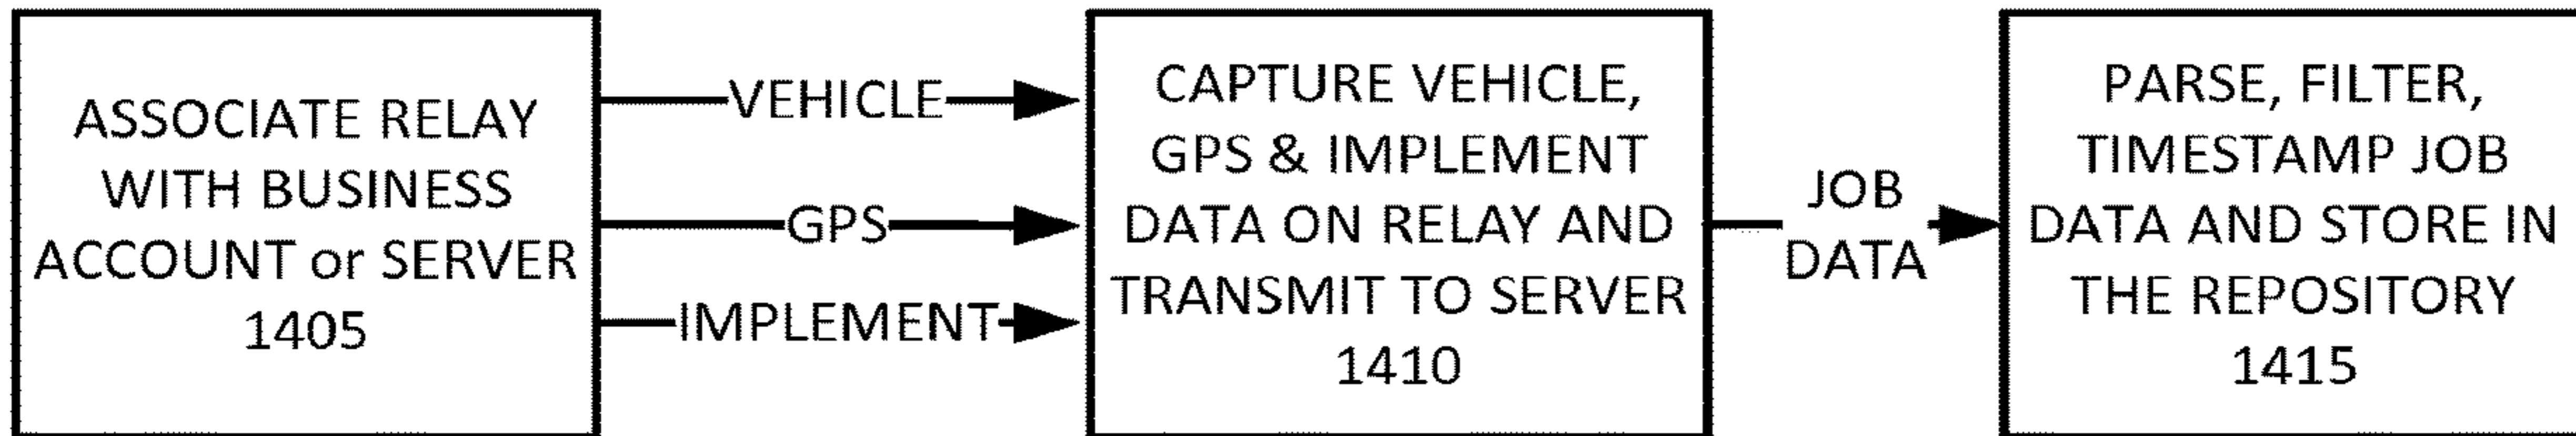 ASSOCIATE RELAY
WITH BUSINESS
ACCOUNT or SERVER
1405
VEHICLE
GPS
IMPLEMENT
CAPTURE VEHICLE,
GPS & IMPLEMENT
DATA ON RELAY AND
TRANSMIT TO SERVER
1410
JOB
DATA
PARSE, FILTER,
TIMESTAMP JOB
DATA AND STORE IN
THE REPOSITORY
1415